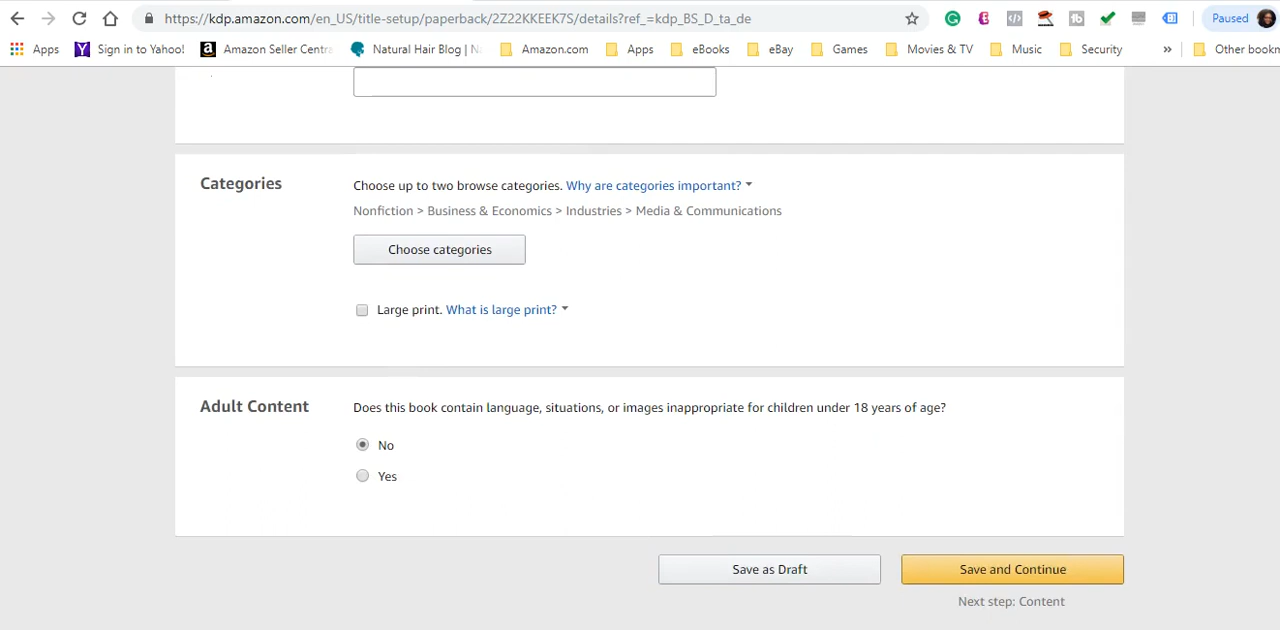 https://kdp.amazon.com/en_US/title-setup/paperback/2Z22KKEEK7S/details?ref_=kdp_BS_D_ta_de
Paused
Apps
Sign in to Yahoo!
Amazon Seller Centra
Natural Hair Blog | N
Amazon.com
Apps
eBooks
eBay
Games
Movies & TV
Music
Security
»
Other bookm
Categories
Choose up to two browse categories. Why are categories important?
Nonfiction > Business & Economics > Industries > Media & Communications
Choose categories
Large print. What is large print?
Adult Content
Does this book contain language, situations, or images inappropriate for children under 18 years of age?
No
Yes
Save as Draft
Save and Continue
Next step: Content